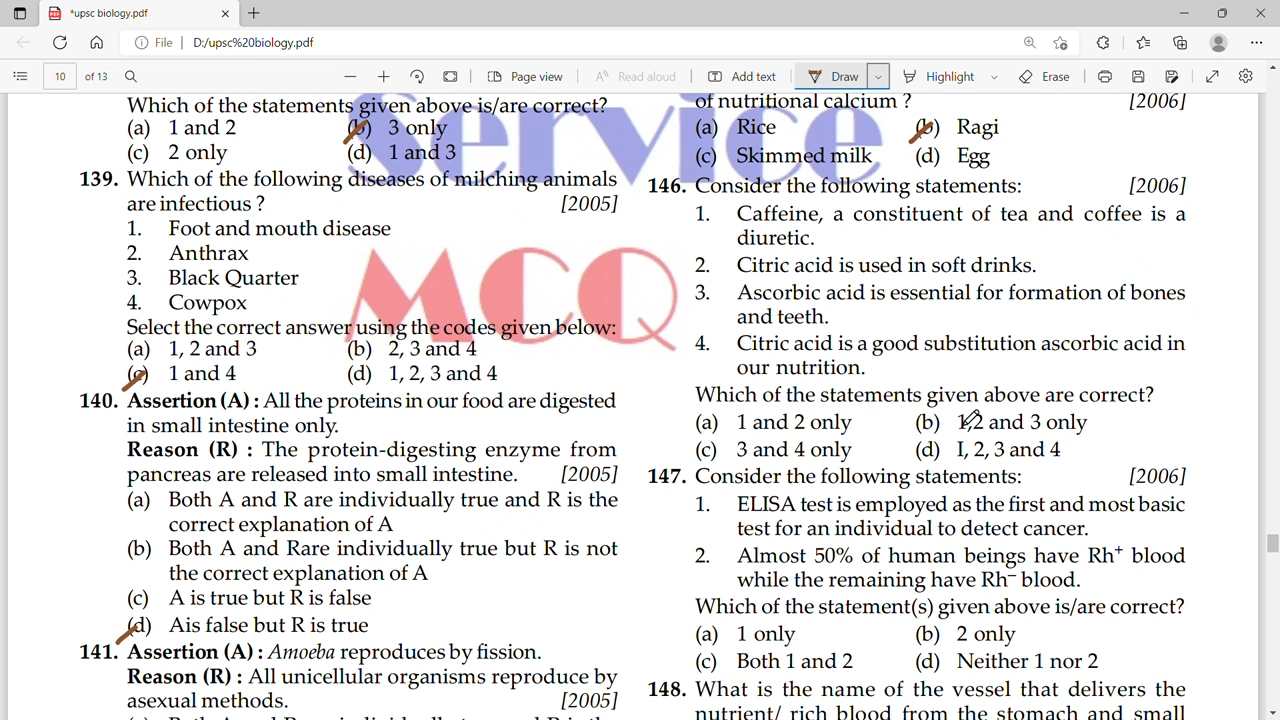 *upsc biology.pdf
File
D:/upsc%20biology.pdf
10 of 13
Page view
Read aloud
Add text
Draw
Highlight
Erase
Service
MCQ
Which of the statements given above is/are correct?
(a) 1 and 2 (b) 3 only
(c) 2 only (d) 1 and 3
139. Which of the following diseases of milching animals
are infectious ? [2005]
1. Foot and mouth disease
2. Anthrax
3. Black Quarter
4. Cowpox
Select the correct answer using the codes given below:
(a) 1, 2 and 3 (b) 2, 3 and 4
(c) 1 and 4 (d) 1, 2, 3 and 4
140. Assertion (A) : All the proteins in our food are digested
in small intestine only.
Reason (R) : The protein-digesting enzyme from
pancreas are released into small intestine. [2005]
(a) Both A and R are individually true and R is the
correct explanation of A
(b) Both A and Rare individually true but R is not
the correct explanation of A
(c) A is true but R is false
(d) Ais false but R is true
141. Assertion (A) : Amoeba reproduces by fission.
Reason (R) : All unicellular organisms reproduce by
asexual methods. [2005]
of nutritional calcium ? [2006]
(a) Rice (b) Ragi
(c) Skimmed milk (d) Egg
146. Consider the following statements: [2006]
1. Caffeine, a constituent of tea and coffee is a
diuretic.
2. Citric acid is used in soft drinks.
3. Ascorbic acid is essential for formation of bones
and teeth.
4. Citric acid is a good substitution ascorbic acid in
our nutrition.
Which of the statements given above are correct?
(a) 1 and 2 only (b) 1,2 and 3 only
(c) 3 and 4 only (d) I, 2, 3 and 4
147. Consider the following statements: [2006]
1. ELISA test is employed as the first and most basic
test for an individual to detect cancer.
2. Almost 50% of human beings have Rh⁺ blood
while the remaining have Rh⁻ blood.
Which of the statement(s) given above is/are correct?
(a) 1 only (b) 2 only
(c) Both 1 and 2 (d) Neither 1 nor 2
148. What is the name of the vessel that delivers the
nutrient/ rich blood from the stomach and small